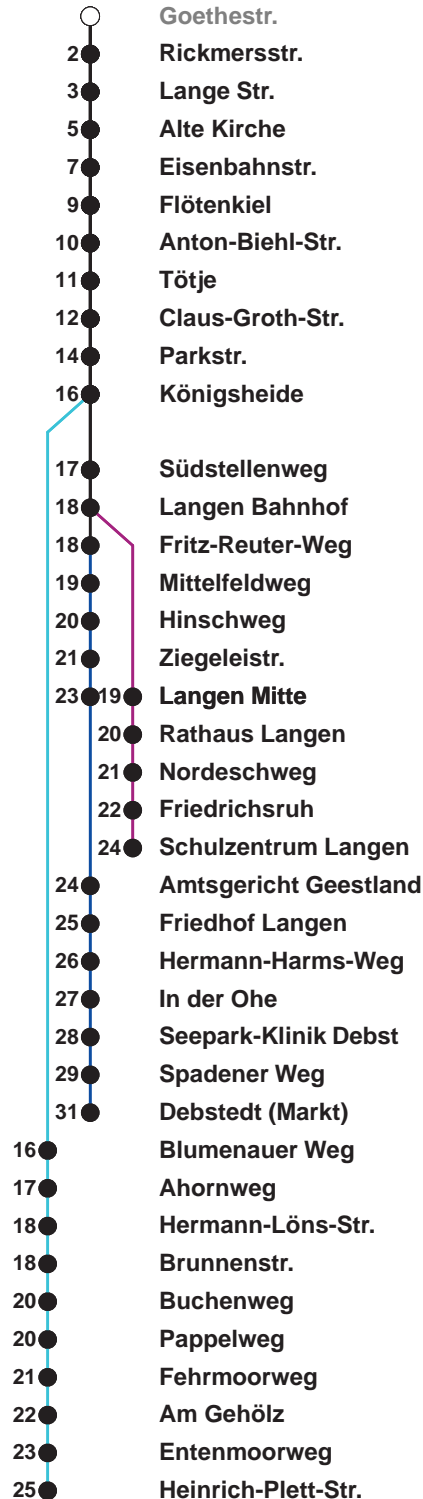 Goethestr.
2 Rickmersstr.
3 Lange Str.
5 Alte Kirche
7 Eisenbahnstr.
9 Flötenkiel
10 Anton-Biehl-Str.
11 Tötje
12 Claus-Groth-Str.
14 Parkstr.
16 Königsheide
17 Südstellenweg
18 Langen Bahnhof
18 Fritz-Reuter-Weg
19 Mittelfeldweg
20 Hinschweg
21 Ziegeleistr.
23 19 Langen Mitte
20 Rathaus Langen
21 Nordeschweg
22 Friedrichsruh
24 Schulzentrum Langen
24 Amtsgericht Geestland
25 Friedhof Langen
26 Hermann-Harms-Weg
27 In der Ohe
28 Seepark-Klinik Debst
29 Spadener Weg
31 Debstedt (Markt)
16 Blumenauer Weg
17 Ahornweg
18 Hermann-Löns-Str.
18 Brunnenstr.
20 Buchenweg
20 Pappelweg
21 Fehrmoorweg
22 Am Gehölz
23 Entenmoorweg
25 Heinrich-Plett-Str.